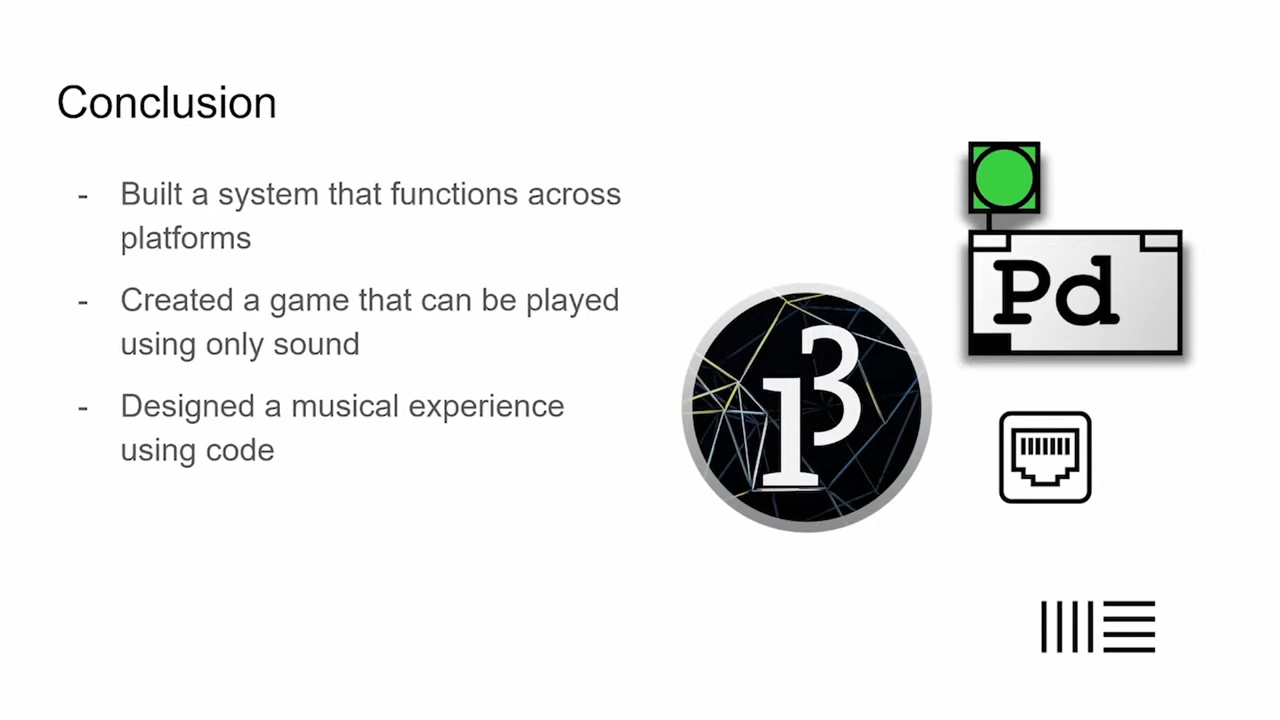 Conclusion
- Built a system that functions across
platforms
- Created a game that can be played
using only sound
- Designed a musical experience
using code
Pd
3